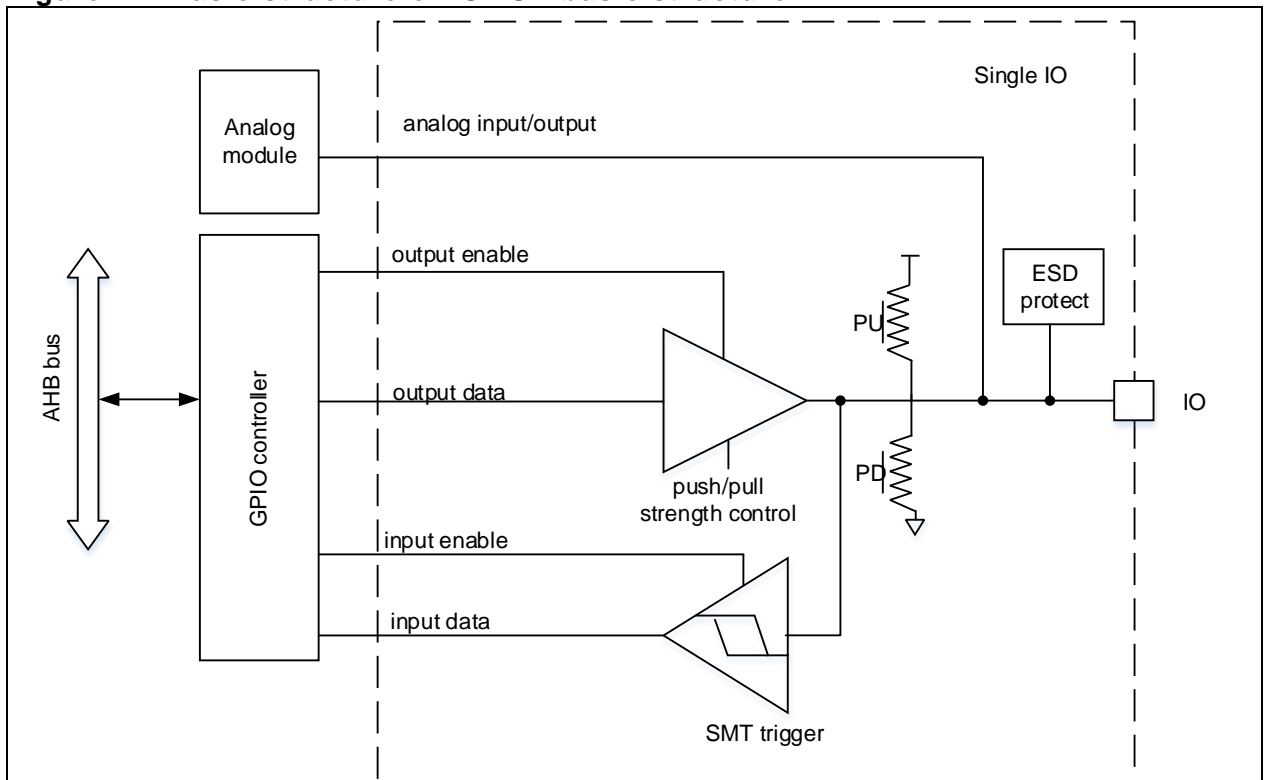 Single IO
Analog
module
analog input/output
output enable
ESD
protect
PU
AHB bus
GPIO controller
output data
IO
PD
push/pull
strength control
input enable
input data
SMT trigger